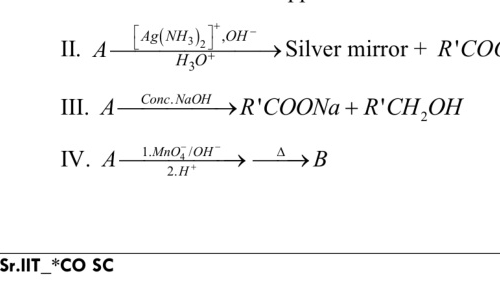 II. A [Ag(NH₃)₂]⁺,OH⁻ / H₃O⁺ → Silver mirror + R'COO
III. A Conc.NaOH → R'COONa + R'CH₂OH
IV. A 1.MnO₄⁻/OH⁻ / 2.H⁺ → Δ → B
Sr.IIT_*CO SC